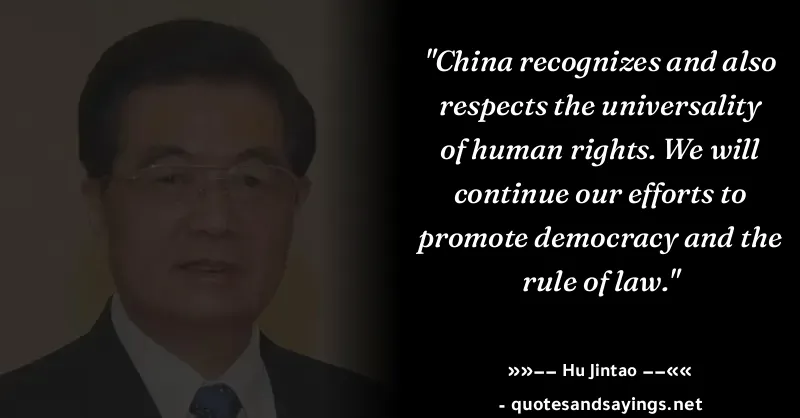 "China recognizes and also
respects the universality
of human rights. We will
continue our efforts to
promote democracy and the
rule of law."
»»−− Hu Jintao −−««
- quotesandsayings.net